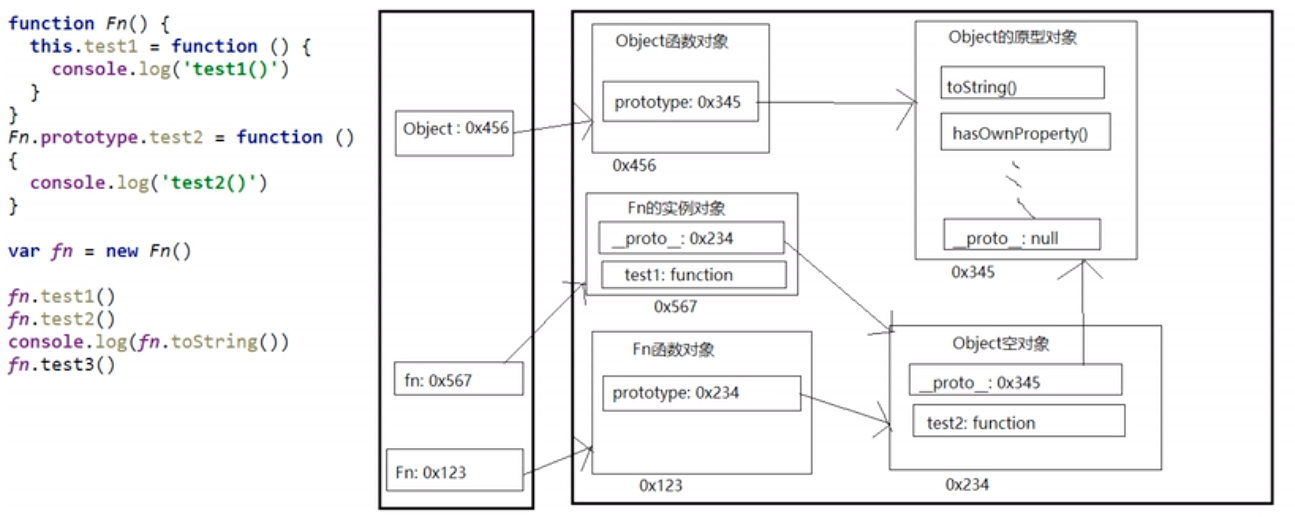 function Fn() {
this.test1 = function () {
console.log('test1()')
}
}
Fn.prototype.test2 = function ()
{
console.log('test2()')
}
var fn = new Fn()
fn.test1()
fn.test2()
console.log(fn.toString())
fn.test3()
Object : 0x456
fn: 0x567
Fn: 0x123
Object函数对象
prototype: 0x345
0x456
Fn的实例对象
__proto__: 0x234
test1: function
0x567
Fn函数对象
prototype: 0x234
0x123
Object的原型对象
toString()
hasOwnProperty()
__proto__: null
0x345
Object空对象
__proto__: 0x345
test2: function
0x234